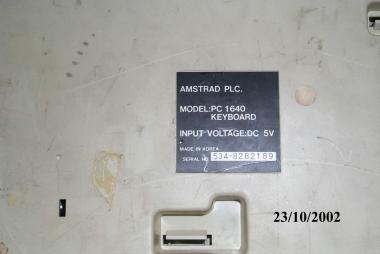 AMSTRAD PLC.
MODEL:PC 1640
KEYBOARD
INPUT VOLTAGE:DC 5V
MADE IN KOREA
SERIAL NO. 534-8282189
23/10/2002